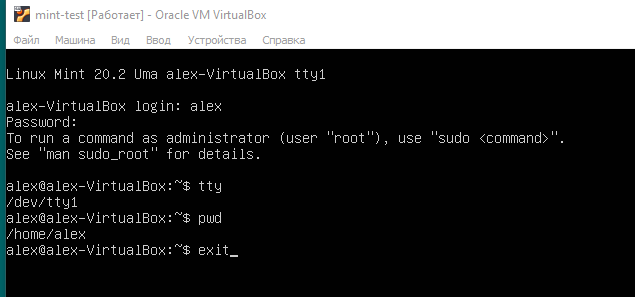 mint-test [Работает] - Oracle VM VirtualBox
Файл Машина Вид Ввод Устройства Справка
Linux Mint 20.2 Uma alex-VirtualBox tty1
alex-VirtualBox login: alex
Password:
To run a command as administrator (user "root"), use "sudo <command>".
See "man sudo_root" for details.
alex@alex-VirtualBox:~$ tty
/dev/tty1
alex@alex-VirtualBox:~$ pwd
/home/alex
alex@alex-VirtualBox:~$ exit_